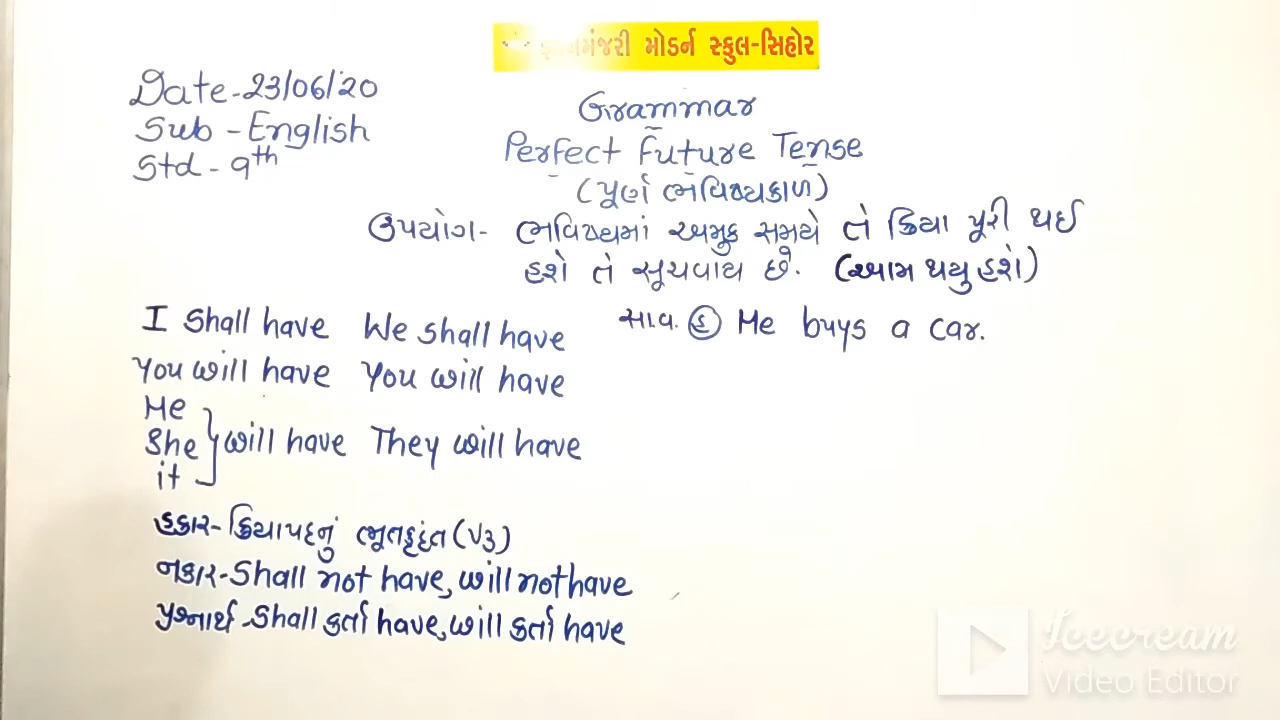 મંજરી મોડર્ન સ્કુલ-સિહોર
Date-23/06/20
Sub-English
Std-9th
Grammar
Perfect Future Tense
(પૂર્ણ ભવિષ્યકાળ)
ઉપયોગ- ભવિષ્યમાં અમુક સમયે તે ક્રિયા પૂરી થઈ
હશે તે સૂચવાય છે. (આમ થયુ હશે)
I Shall have We shall have
You will have You will have
He
She } will have They will have
it
હકાર-ક્રિયાપદનું ભૂતકૃદંત (V3)
નકાર-Shall not have, will not have
પ્રશ્નાર્થ-Shall કર્તા have, will કર્તા have
સા.વ. (હ) He buys a car.
Icecream
Video Editor